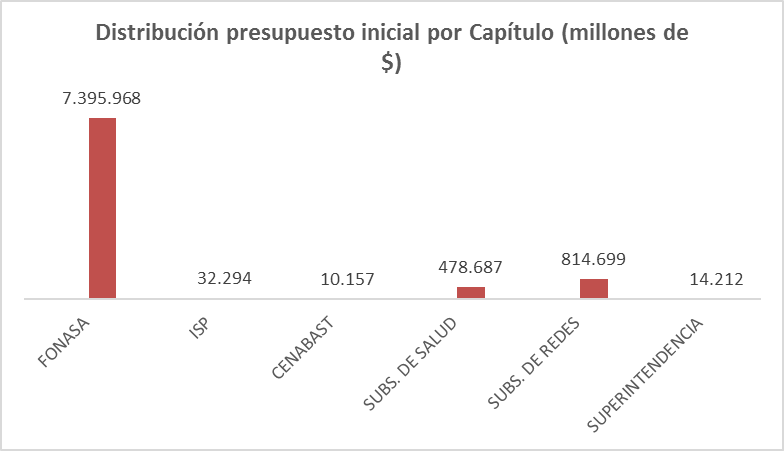 Distribución presupuesto inicial por Capítulo (millones de
$)
7.395.968
32.294
10.157
478.687
814.699
14.212
FONASA
ISP
CENABAST
SUBS. DE SALUD
SUBS. DE REDES
SUPERINTENDENCIA